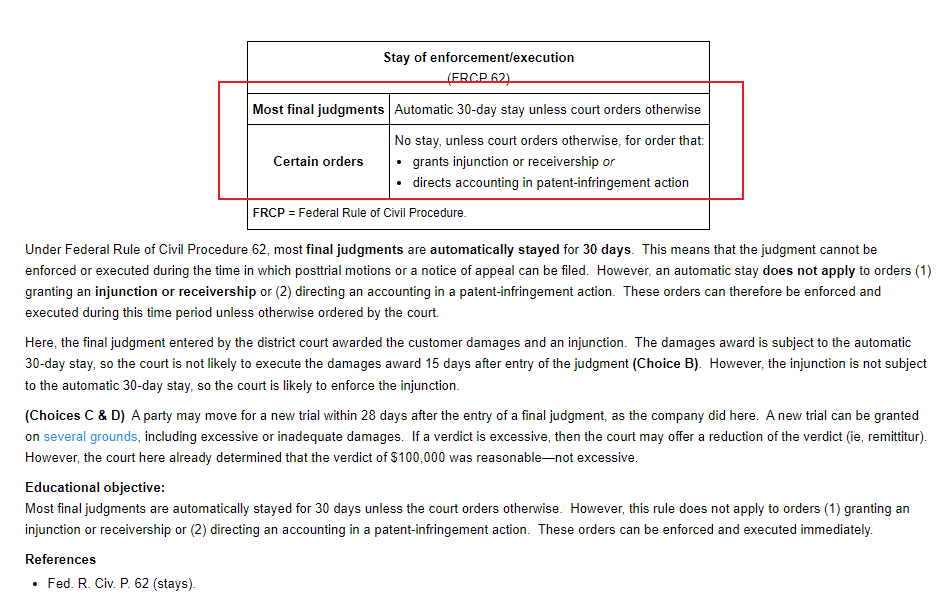 Stay of enforcement/execution
(FRCP 62)
Most final judgments Automatic 30-day stay unless court orders otherwise
Certain orders
No stay, unless court orders otherwise, for order that:
• grants injunction or receivership or
• directs accounting in patent-infringement action
FRCP = Federal Rule of Civil Procedure.
Under Federal Rule of Civil Procedure 62, most final judgments are automatically stayed for 30 days. This means that the judgment cannot be
enforced or executed during the time in which posttrial motions or a notice of appeal can be filed. However, an automatic stay does not apply to orders (1)
granting an injunction or receivership or (2) directing an accounting in a patent-infringement action. These orders can therefore be enforced and
executed during this time period unless otherwise ordered by the court.
Here, the final judgment entered by the district court awarded the customer damages and an injunction. The damages award is subject to the automatic
30-day stay, so the court is not likely to execute the damages award 15 days after entry of the judgment (Choice B). However, the injunction is not subject
to the automatic 30-day stay, so the court is likely to enforce the injunction.
(Choices C & D) A party may move for a new trial within 28 days after the entry of a final judgment, as the company did here. A new trial can be granted
on several grounds, including excessive or inadequate damages. If a verdict is excessive, then the court may offer a reduction of the verdict (ie, remittitur).
However, the court here already determined that the verdict of $100,000 was reasonable—not excessive.
Educational objective:
Most final judgments are automatically stayed for 30 days unless the court orders otherwise. However, this rule does not apply to orders (1) granting an
injunction or receivership or (2) directing an accounting in a patent-infringement action. These orders can be enforced and executed immediately.
References
• Fed. R. Civ. P. 62 (stays).